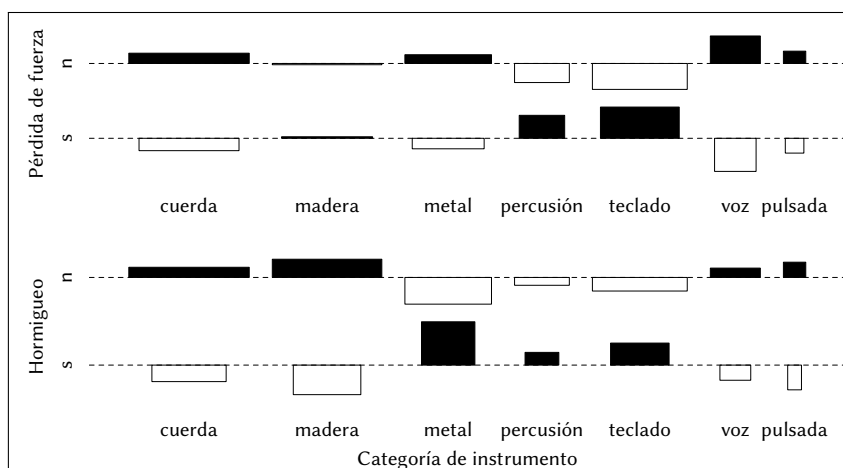 Pérdida de fuerza
n
s
cuerda madera metal percusión teclado voz pulsada
Hormigueo
n
s
cuerda madera metal percusión teclado voz pulsada
Categoría de instrumento